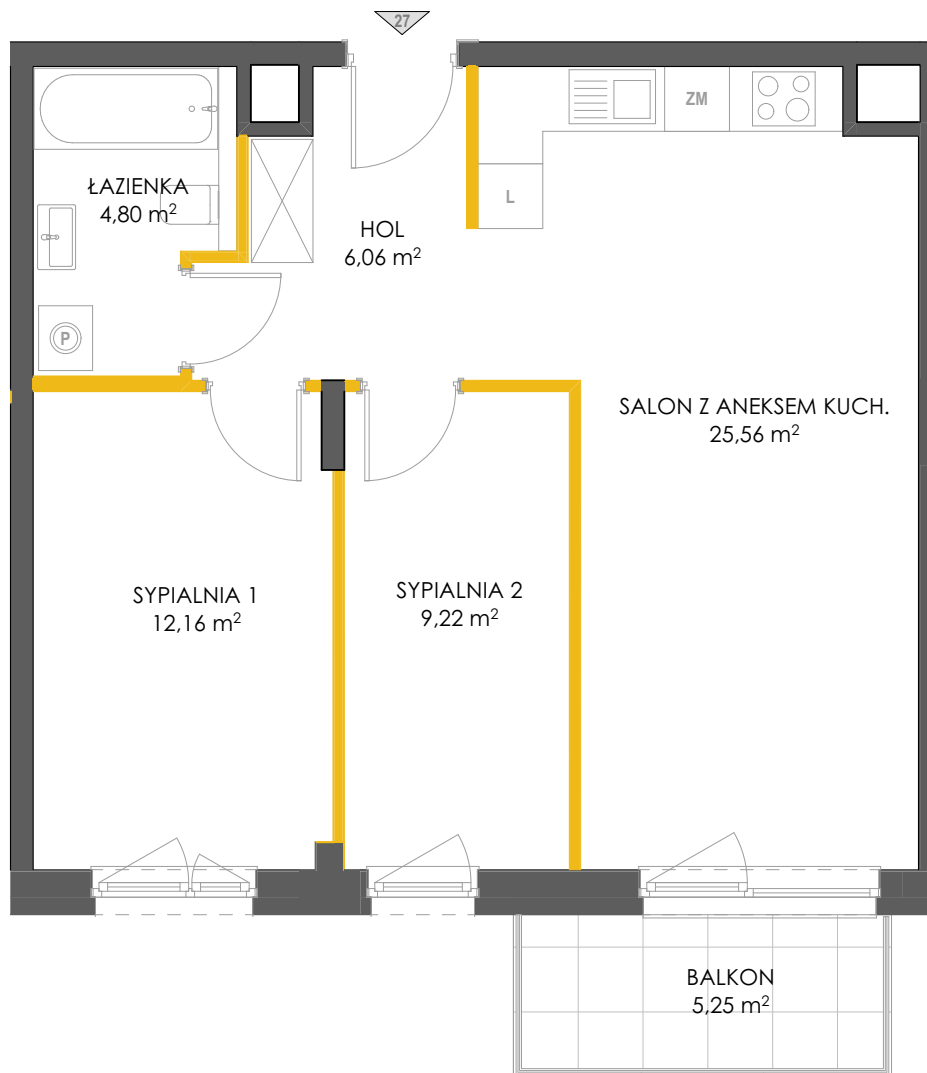 27
ZM
L
ŁAZIENKA
4,80 m²
HOL
6,06 m²
P
SALON Z ANEKSEM KUCH.
25,56 m²
SYPIALNIA 1
12,16 m²
SYPIALNIA 2
9,22 m²
BALKON
5,25 m²